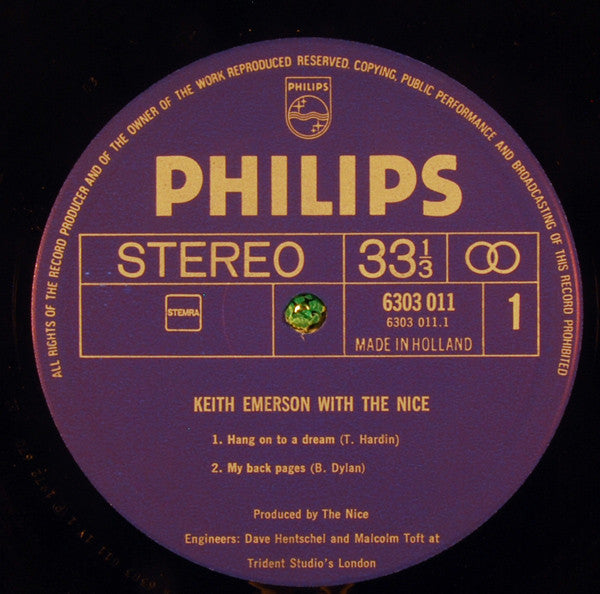 ALL RIGHTS OF THE RECORD PRODUCER AND OF THE OWNER OF THE WORK REPRODUCED RESERVED. COPYING, PUBLIC PERFORMANCE AND BROADCASTING OF THIS RECORD PROHIBITED
PHILIPS
PHILIPS
STEREO 33⅓
STEMRA 6303 011 1
6303 011.1
MADE IN HOLLAND
KEITH EMERSON WITH THE NICE
1. Hang on to a dream (T. Hardin)
2. My back pages (B. Dylan)
Produced by The Nice
Engineers: Dave Hentschel and Malcolm Toft at
Trident Studio's London